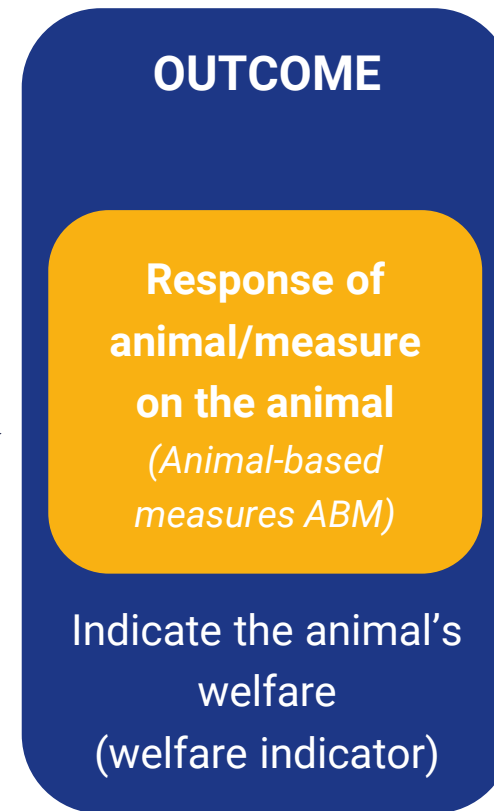 OUTCOME
Response of
animal/measure
on the animal
(Animal-based
measures ABM)
Indicate the animal’s
welfare
(welfare indicator)